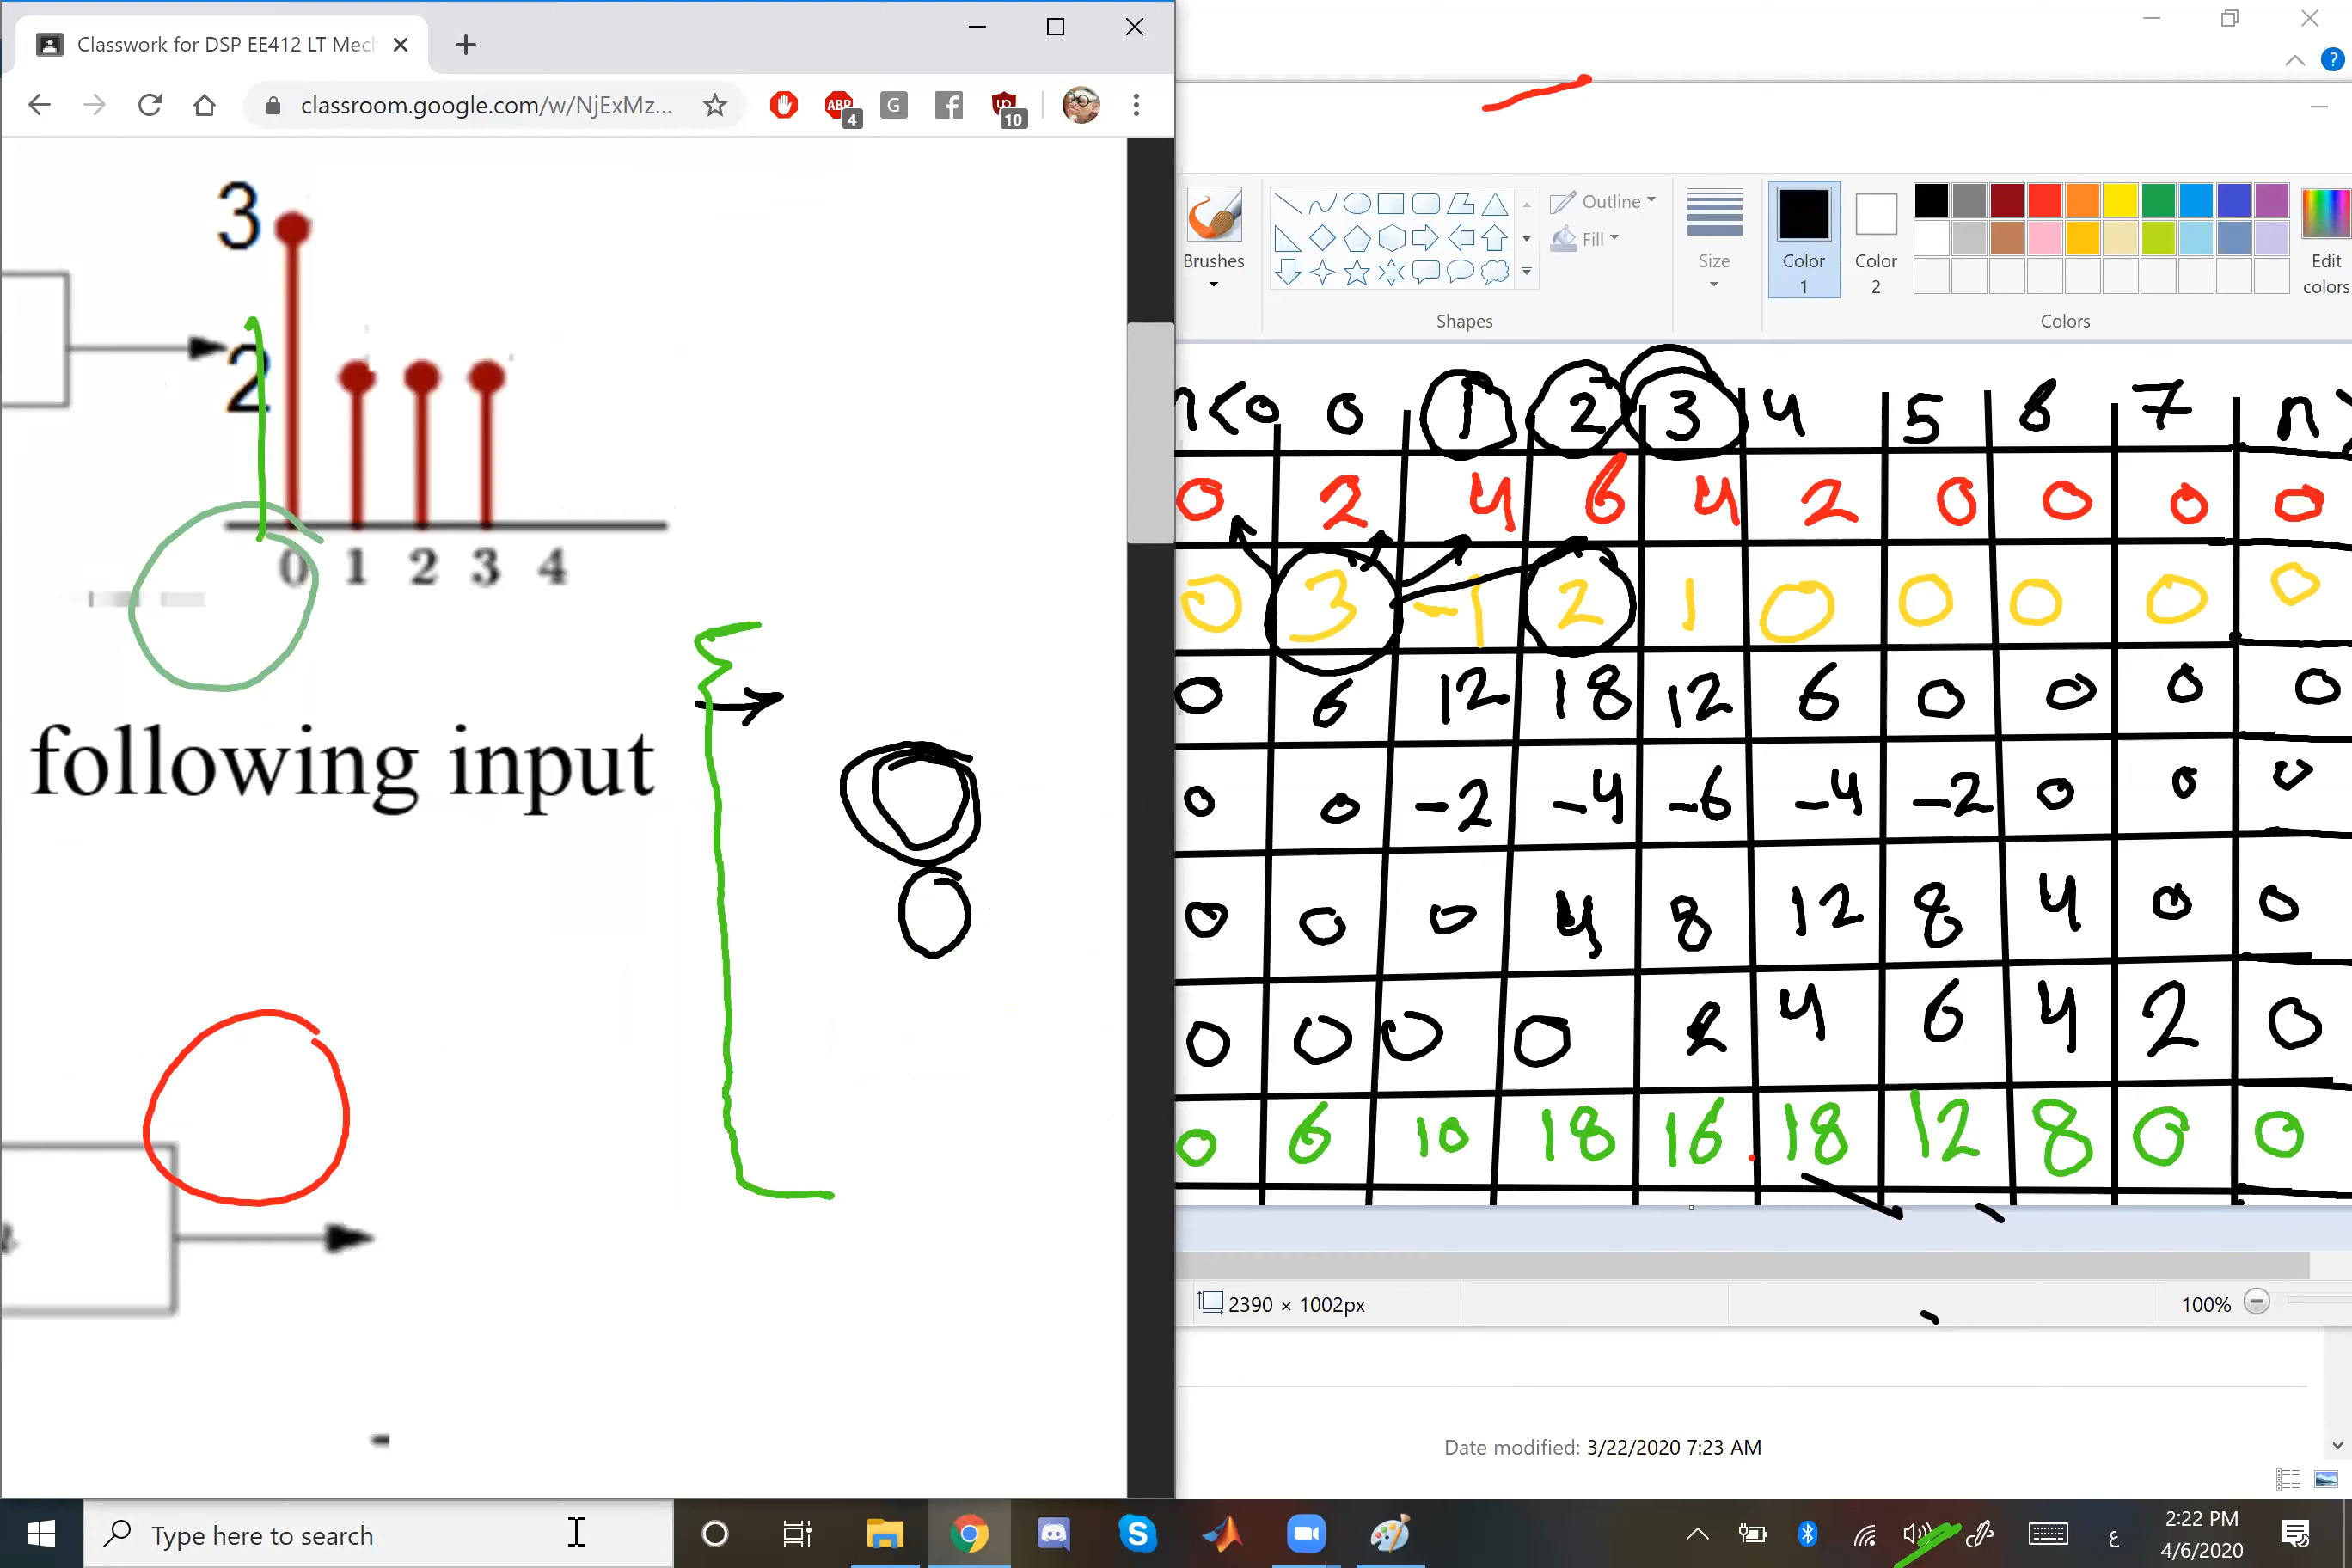 Classwork for DSP EE412 LT Mech
classroom.google.com/w/NjExMz...
ABP
4
G
10
3
2
0 1 2 3 4
following input
Brushes
Outline
Fill
Shapes
Size
Color
1
Color
2
Edit
colors
Colors
n<0 0 1 2 3 4 5 6 7 n
0 2 4 6 4 2 0 0 0 0
0 3 -1 2 1 0 0 0 0 0
0 6 12 18 12 6 0 0 0 0
0 0 -2 -4 -6 -4 -2 0 0 0
0 0 0 4 8 12 8 4 0 0
0 0 0 0 2 4 6 4 2 0
0 6 10 18 16 18 12 8 0 0
2390 × 1002px
100%
Date modified: 3/22/2020 7:23 AM
Type here to search
ع
2:22 PM
4/6/2020